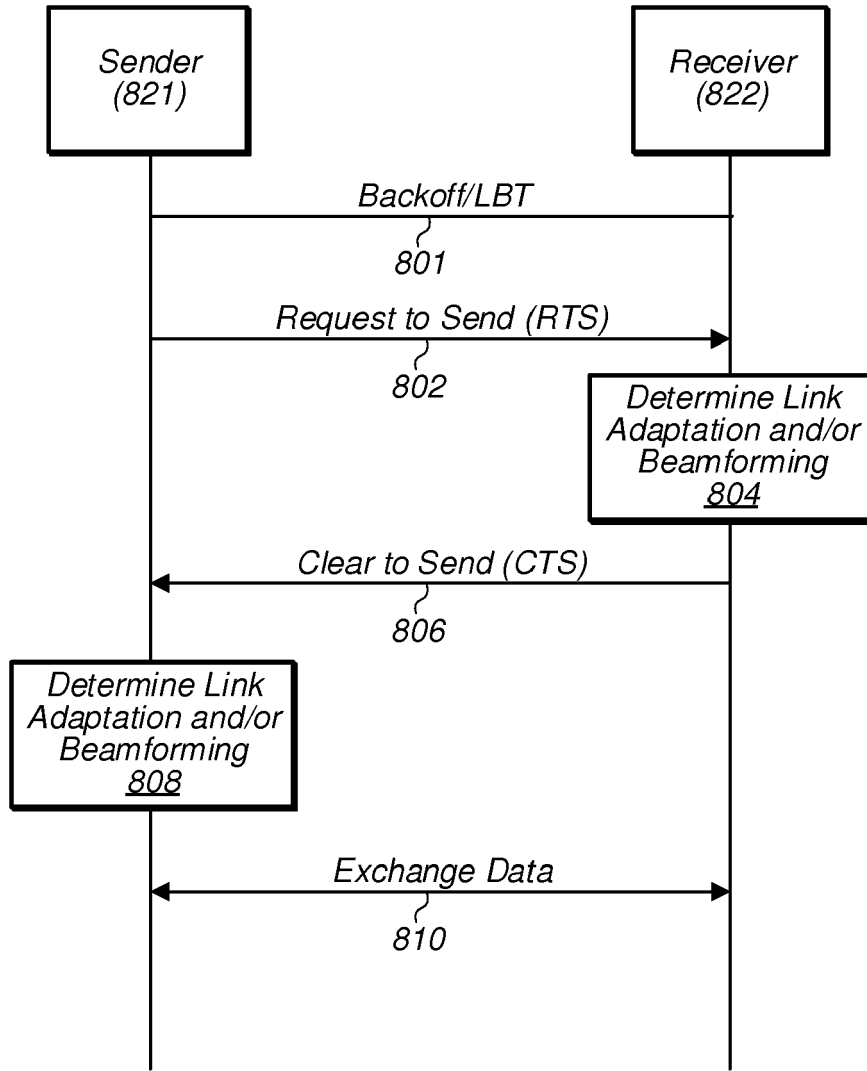 Sender
(821)
Receiver
(822)
Backoff/LBT
801
Request to Send (RTS)
802
Determine Link
Adaptation and/or
Beamforming
804
Clear to Send (CTS)
806
Determine Link
Adaptation and/or
Beamforming
808
Exchange Data
810